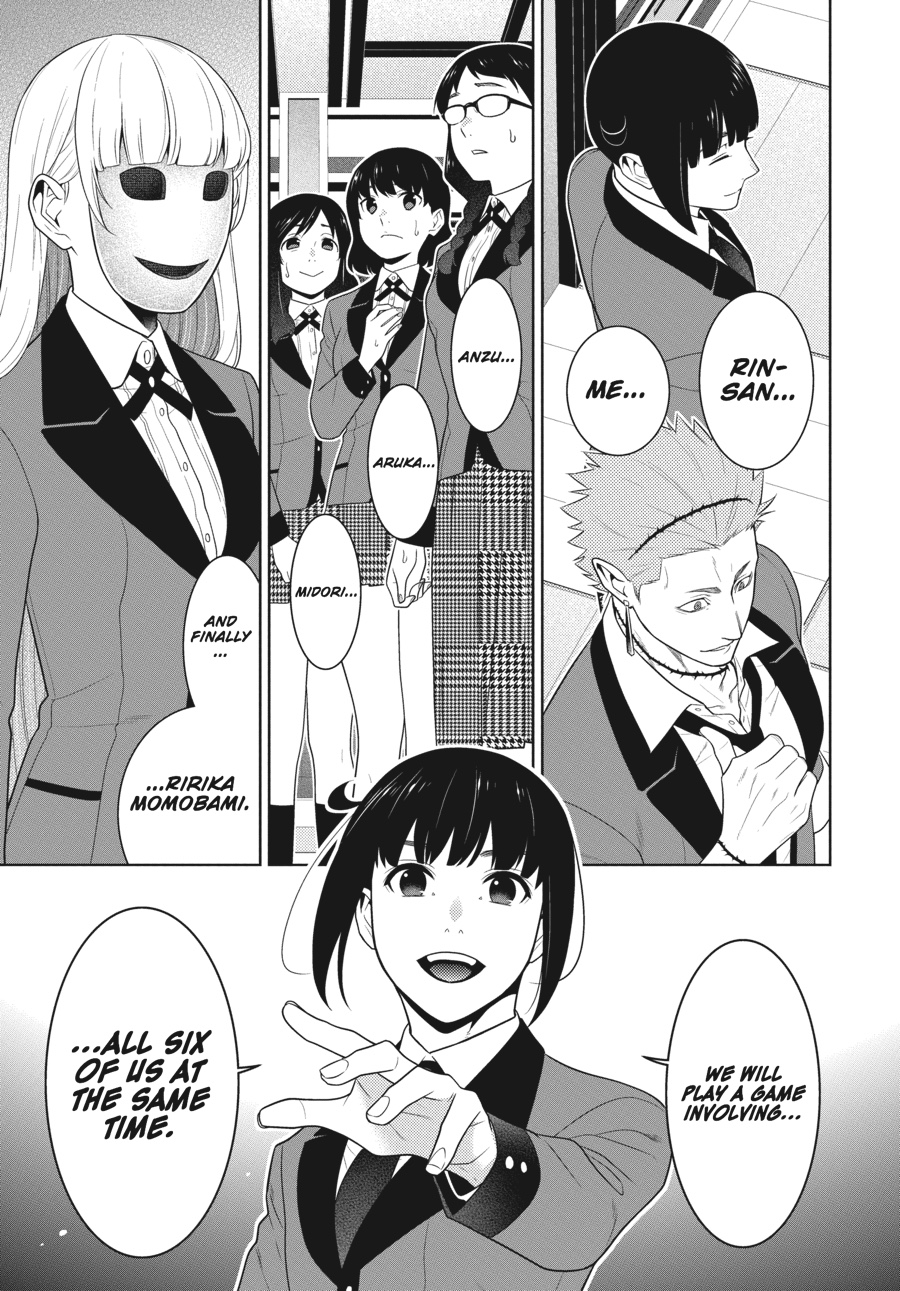 RIN-
SAN...
ME...
ANZU...
ARUKA...
MIDORI...
AND
FINALLY
...
...RIRIKA
MOMOBAMI.
WE WILL
PLAY A GAME
INVOLVING...
...ALL SIX
OF US AT
THE SAME
TIME.